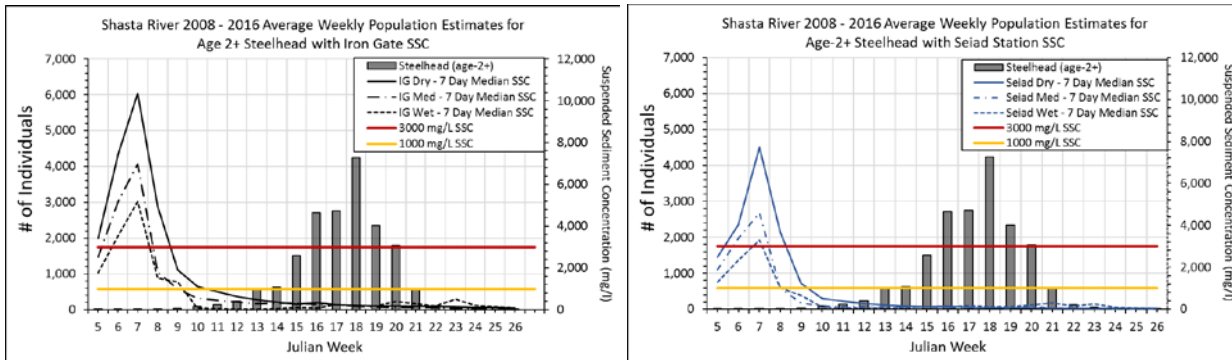 Shasta River 2008 - 2016 Average Weekly Population Estimates for
Age 2+ Steelhead with Iron Gate SSC
7,000
6,000
5,000
4,000
3,000
2,000
1,000
0
# of Individuals
12,000
10,000
8,000
6,000
4,000
2,000
0
Suspended Sediment Concentration (mg/l)
Steelhead (age-2+)
IG Dry - 7 Day Median SSC
IG Med - 7 Day Median SSC
IG Wet - 7 Day Median SSC
3000 mg/L SSC
1000 mg/L SSC
5 6 7 8 9 10 11 12 13 14 15 16 17 18 19 20 21 22 23 24 25 26
Julian Week
Shasta River 2008 - 2016 Average Weekly Population Estimates for
Age-2+ Steelhead with Seiad Station SSC
7,000
6,000
5,000
4,000
3,000
2,000
1,000
0
# of Individuals
12,000
10,000
8,000
6,000
4,000
2,000
0
Suspended Sediment Concentration (mg/l)
Steelhead (age-2+)
Seiad Dry - 7 Day Median SSC
Seiad Med - 7 Day Median SSC
Seiad Wet - 7 Day Median SSC
3000 mg/L SSC
1000 mg/L SSC
5 6 7 8 9 10 11 12 13 14 15 16 17 18 19 20 21 22 23 24 25 26
Julian Week